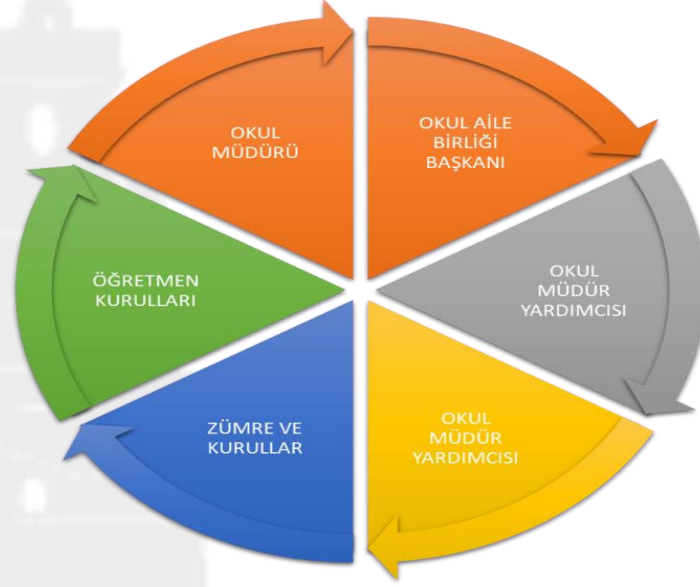 OKUL
MÜDÜRÜ
OKUL AİLE
BİRLİĞİ
BAŞKANI
OKUL
MÜDÜR
YARDIMCISI
OKUL
MÜDÜR
YARDIMCISI
ZÜMRE VE
KURULLAR
ÖĞRETMEN
KURULLARI